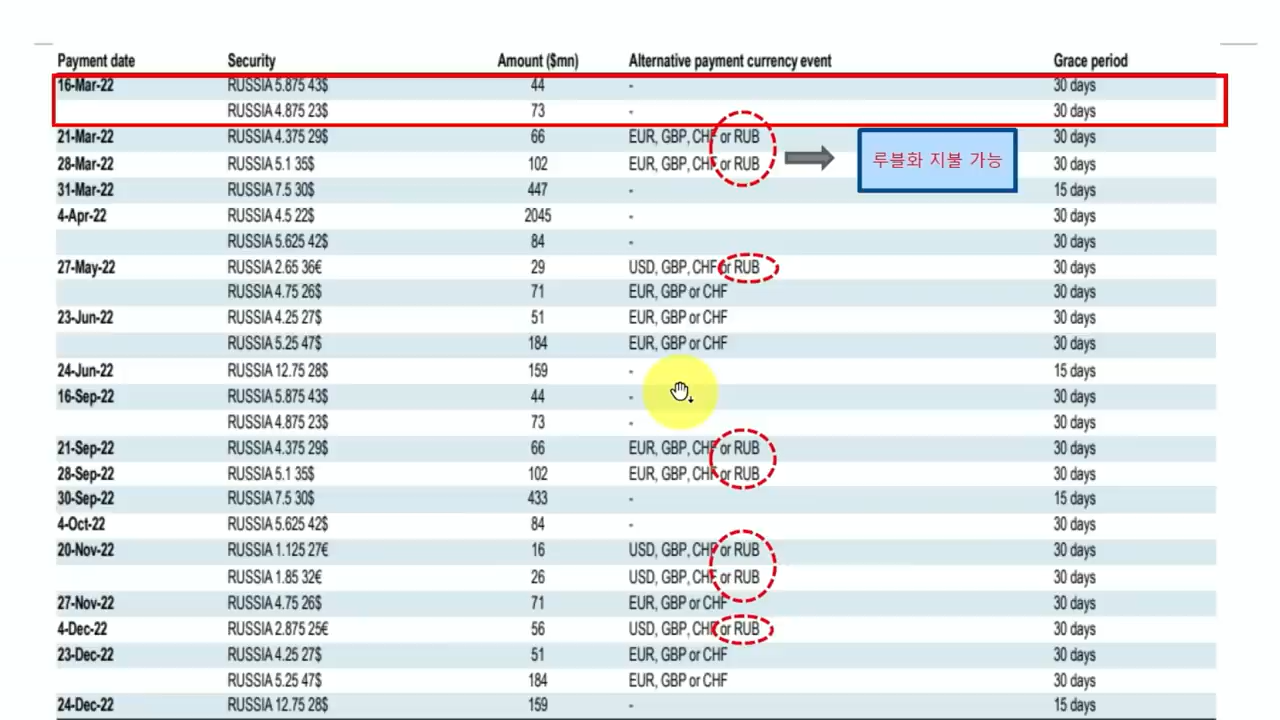 Payment date Security Amount ($mn) Alternative payment currency event Grace period
16-Mar-22 RUSSIA 5.875 43$ 44 - 30 days
RUSSIA 4.875 23$ 73 - 30 days
21-Mar-22 RUSSIA 4.375 29$ 66 EUR, GBP, CHF or RUB 30 days
루블화 지불 가능
28-Mar-22 RUSSIA 5.1 35$ 102 EUR, GBP, CHF or RUB 30 days
31-Mar-22 RUSSIA 7.5 30$ 447 - 15 days
4-Apr-22 RUSSIA 4.5 22$ 2045 - 30 days
RUSSIA 5.625 42$ 84 - 30 days
27-May-22 RUSSIA 2.65 36€ 29 USD, GBP, CHF or RUB 30 days
RUSSIA 4.75 26$ 71 EUR, GBP or CHF 30 days
23-Jun-22 RUSSIA 4.25 27$ 51 EUR, GBP or CHF 30 days
RUSSIA 5.25 47$ 184 EUR, GBP or CHF 30 days
24-Jun-22 RUSSIA 12.75 28$ 159 - 15 days
16-Sep-22 RUSSIA 5.875 43$ 44 - 30 days
RUSSIA 4.875 23$ 73 - 30 days
21-Sep-22 RUSSIA 4.375 29$ 66 EUR, GBP, CHF or RUB 30 days
28-Sep-22 RUSSIA 5.1 35$ 102 EUR, GBP, CHF or RUB 30 days
30-Sep-22 RUSSIA 7.5 30$ 433 - 15 days
4-Oct-22 RUSSIA 5.625 42$ 84 - 30 days
20-Nov-22 RUSSIA 1.125 27€ 16 USD, GBP, CHF or RUB 30 days
RUSSIA 1.85 32€ 26 USD, GBP, CHF or RUB 30 days
27-Nov-22 RUSSIA 4.75 26$ 71 EUR, GBP or CHF 30 days
4-Dec-22 RUSSIA 2.875 25€ 56 USD, GBP, CHF or RUB 30 days
23-Dec-22 RUSSIA 4.25 27$ 51 EUR, GBP or CHF 30 days
RUSSIA 5.25 47$ 184 EUR, GBP or CHF 30 days
24-Dec-22 RUSSIA 12.75 28$ 159 - 15 days